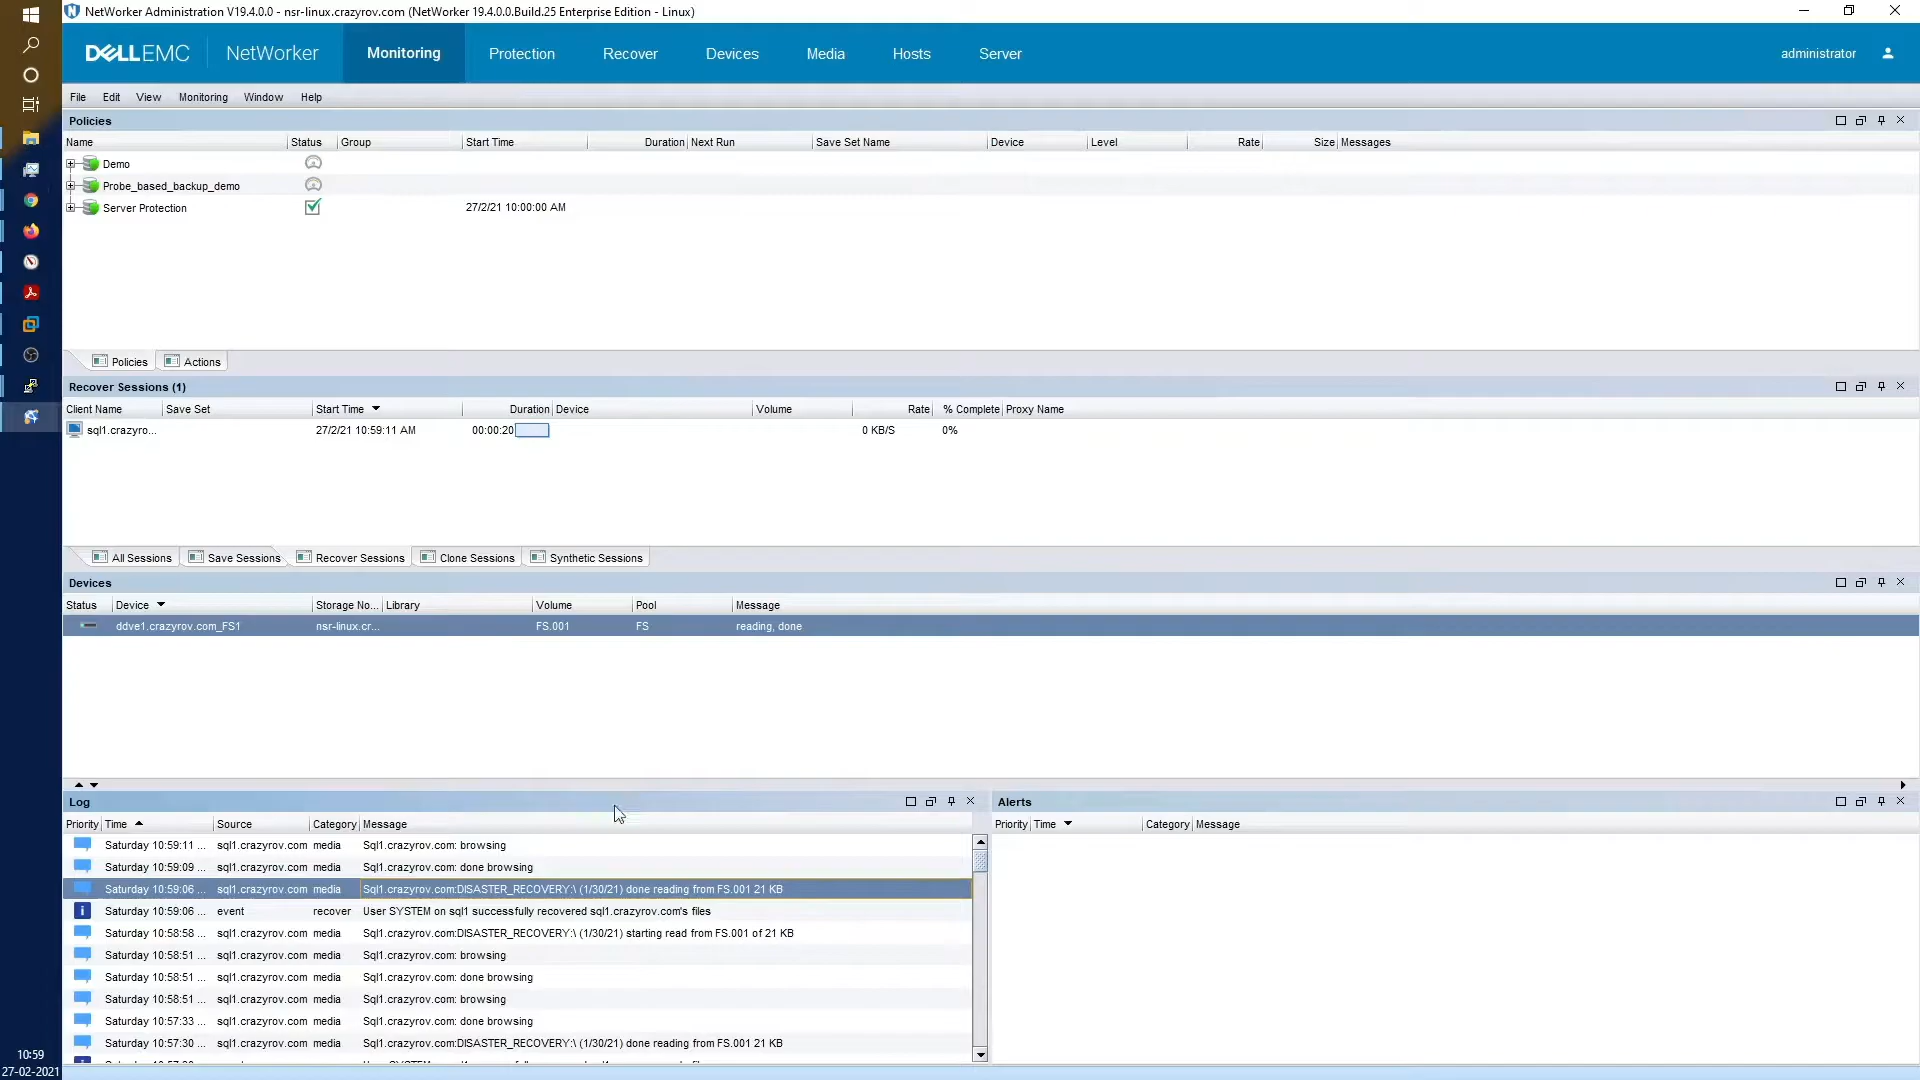 NetWorker Administration V19.4.0.0 - nsr-linux.crazyrov.com (NetWorker 19.4.0.0.Build.25 Enterprise Edition - Linux)
DELLEMC NetWorker Monitoring Protection Recover Devices Media Hosts Server administrator
File Edit View Monitoring Window Help
Policies
Name Status Group Start Time Duration Next Run Save Set Name Device Level Rate Size Messages
Demo
Probe_based_backup_demo
Server Protection 27/2/21 10:00:00 AM
Policies Actions
Recover Sessions (1)
Client Name Save Set Start Time Duration Device Volume Rate % Complete Proxy Name
sql1.crazyro... 27/2/21 10:59:11 AM 00:00:20 0 KB/S 0%
All Sessions Save Sessions Recover Sessions Clone Sessions Synthetic Sessions
Devices
Status Device Storage No... Library Volume Pool Message
ddve1.crazyrov.com_FS1 nsr-linux.cr... FS.001 FS reading, done
Log
Priority Time Source Category Message
Saturday 10:59:11 ... sql1.crazyrov.com media Sql1.crazyrov.com: browsing
Saturday 10:59:09 ... sql1.crazyrov.com media Sql1.crazyrov.com: done browsing
Saturday 10:59:06 ... sql1.crazyrov.com media Sql1.crazyrov.com:DISASTER_RECOVERY:\ (1/30/21) done reading from FS.001 21 KB
Saturday 10:59:06 ... event recover User SYSTEM on sql1 successfully recovered sql1.crazyrov.com's files
Saturday 10:58:58 ... sql1.crazyrov.com media Sql1.crazyrov.com:DISASTER_RECOVERY:\ (1/30/21) starting read from FS.001 of 21 KB
Saturday 10:58:51 ... sql1.crazyrov.com media Sql1.crazyrov.com: browsing
Saturday 10:58:51 ... sql1.crazyrov.com media Sql1.crazyrov.com: done browsing
Saturday 10:58:51 ... sql1.crazyrov.com media Sql1.crazyrov.com: browsing
Saturday 10:57:33 ... sql1.crazyrov.com media Sql1.crazyrov.com: done browsing
Saturday 10:57:30 ... sql1.crazyrov.com media Sql1.crazyrov.com:DISASTER_RECOVERY:\ (1/30/21) done reading from FS.001 21 KB
Alerts
Priority Time Category Message
10:59
27-02-2021